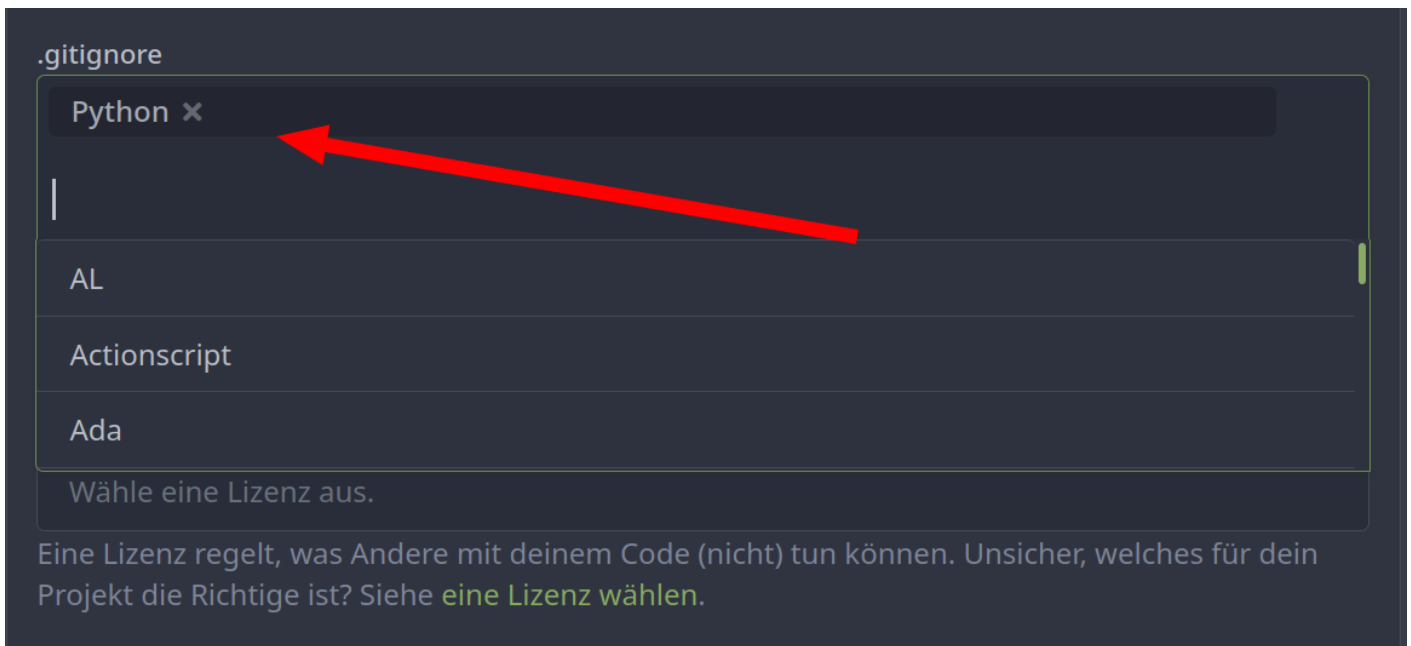 .gitignore
Python ×
AL
Actionscript
Ada
Wähle eine Lizenz aus.
Eine Lizenz regelt, was Andere mit deinem Code (nicht) tun können. Unsicher, welches für dein
Projekt die Richtige ist? Siehe eine Lizenz wählen.